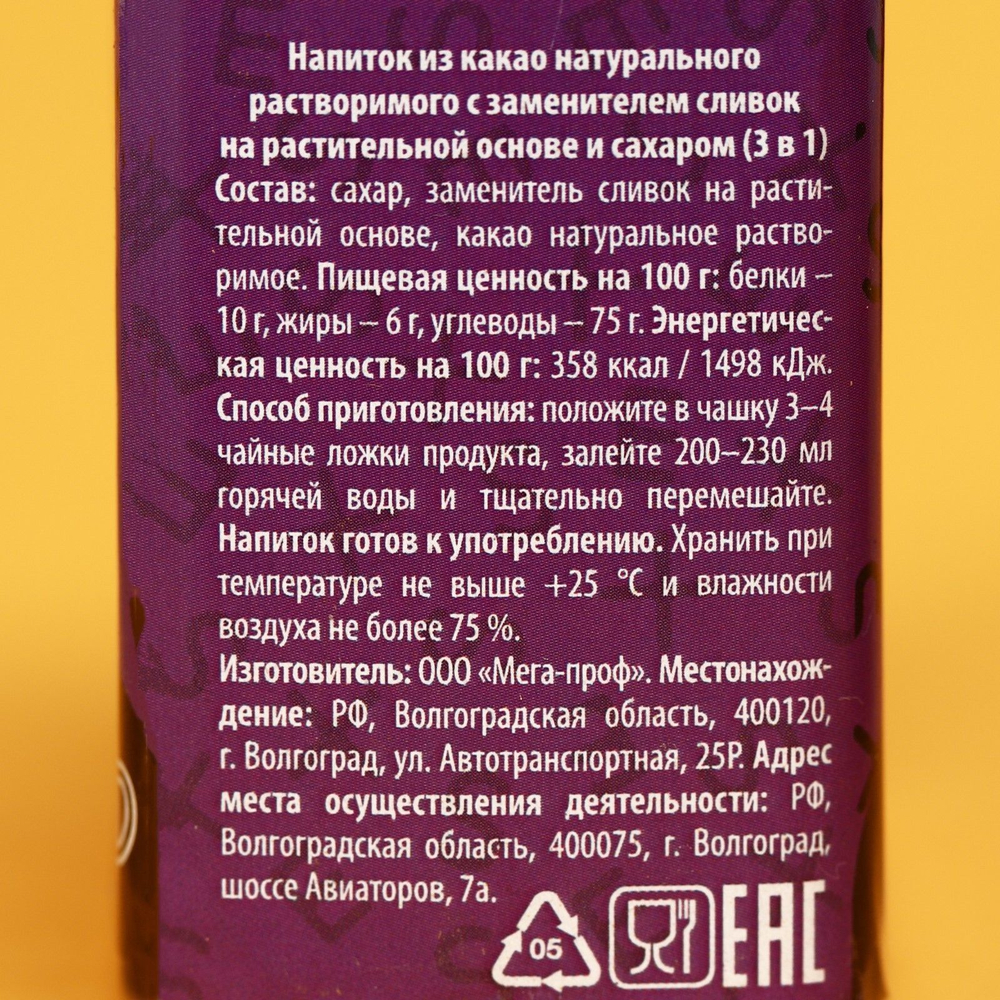 Напиток из какао натурального
растворимого с заменителем сливок
на растительной основе и сахаром (3 в 1)
Состав: сахар, заменитель сливок на расти-
тельной основе, какао натуральное раство-
римое. Пищевая ценность на 100 г: белки –
10 г, жиры – 6 г, углеводы – 75 г. Энергетичес-
кая ценность на 100 г: 358 ккал / 1498 кДж.
Способ приготовления: положите в чашку 3–4
чайные ложки продукта, залейте 200–230 мл
горячей воды и тщательно перемешайте.
Напиток готов к употреблению. Хранить при
температуре не выше +25 °C и влажности
воздуха не более 75 %.
Изготовитель: ООО «Мега-проф». Местонахож-
дение: РФ, Волгоградская область, 400120,
г. Волгоград, ул. Автотранспортная, 25Р. Адрес
места осуществления деятельности: РФ,
Волгоградская область, 400075, г. Волгоград,
шоссе Авиаторов, 7а.
05
ЕАС